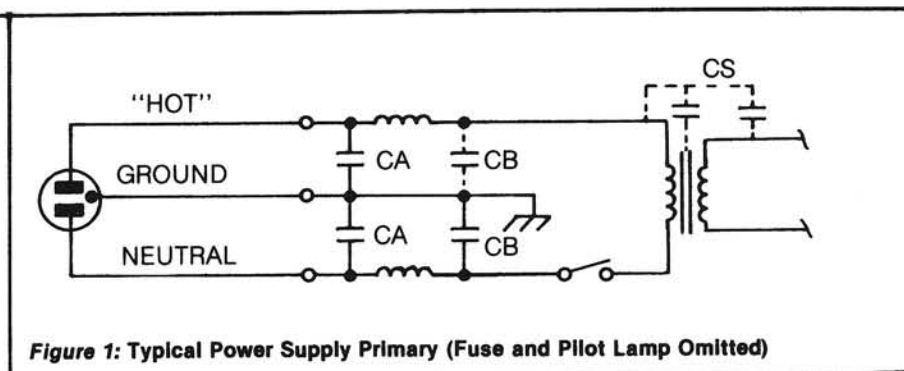 CS
"HOT"
CA
CB
GROUND
CA
CB
NEUTRAL
Figure 1: Typical Power Supply Primary (Fuse and Pilot Lamp Omitted)